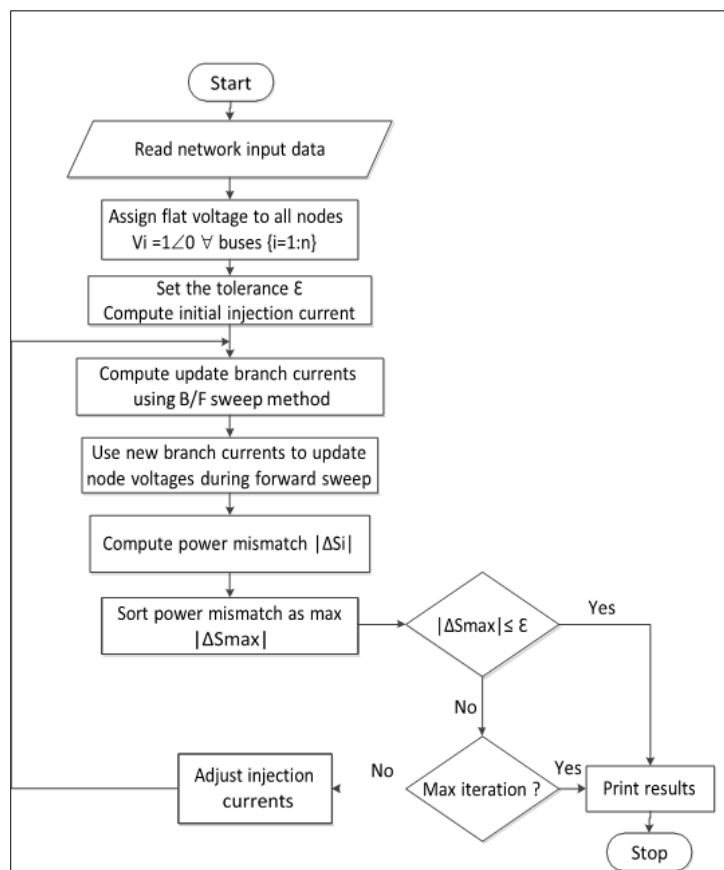 Start
Read network input data
Assign flat voltage to all nodes
Vi =1∠0 ∀ buses {i=1:n}
Set the tolerance Ɛ
Compute initial injection current
Compute update branch currents
using B/F sweep method
Use new branch currents to update
node voltages during forward sweep
Compute power mismatch |ΔSi|
Sort power mismatch as max
|ΔSmax|
|ΔSmax|≤ Ɛ
Yes
No
Max iteration ?
Yes
No
Adjust injection
currents
Print results
Stop